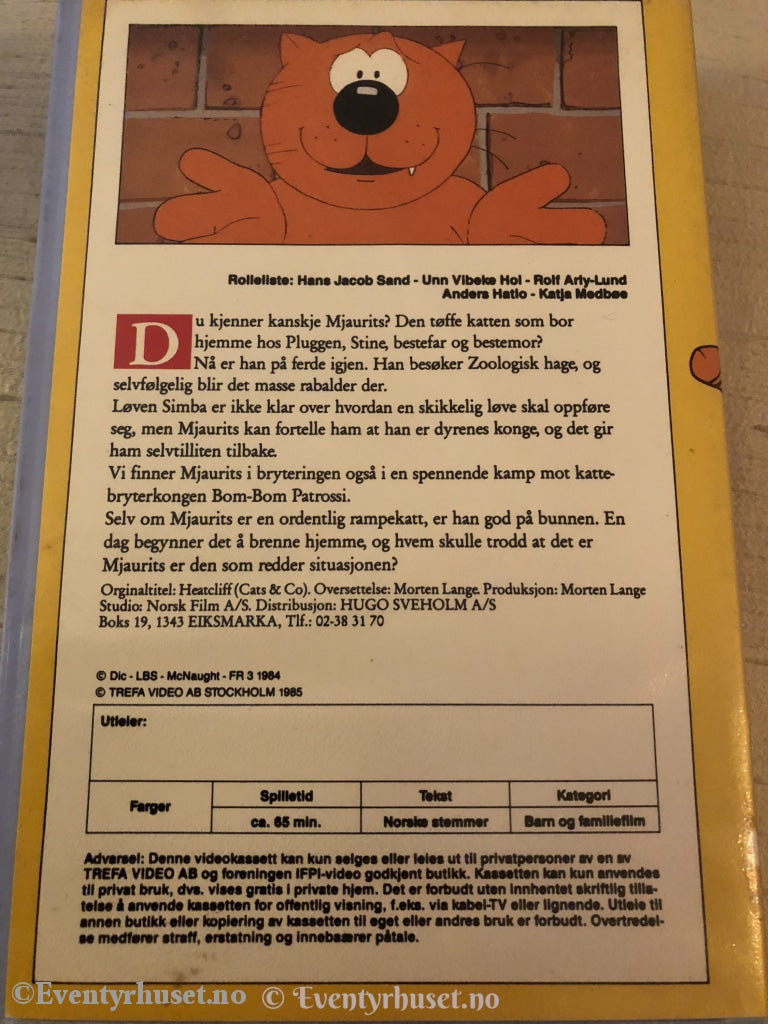 Rolleliste: Hans Jacob Sand - Unn Vibeke Hol - Rolf Arly-Lund
Anders Hatlo - Katja Medbøe
Du kjenner kanskje Mjaurits? Den tøffe katten som bor
hjemme hos Pluggen, Stine, bestefar og bestemor?
Nå er han på ferde igjen. Han besøker Zoologisk hage, og
selvfølgelig blir det masse rabalder der.
Løven Simba er ikke klar over hvordan en skikkelig løve skal oppføre
seg, men Mjaurits kan fortelle ham at han er dyrenes konge, og det gir
ham selvtilliten tilbake.
Vi finner Mjaurits i bryteringen også i en spennende kamp mot katte-
bryterkongen Bom-Bom Patrossi.
Selv om Mjaurits er en ordentlig rampekatt, er han god på bunnen. En
dag begynner det å brenne hjemme, og hvem skulle trodd at det er
Mjaurits er den som redder situasjonen?
Orginaltitel: Heatcliff (Cats & Co). Oversettelse: Morten Lange. Produksjon: Morten Lange
Studio: Norsk Film A/S. Distribusjon: HUGO SVEHOLM A/S
Boks 19, 1343 EIKSMARKA, Tlf.: 02-38 31 70
© Dic - LBS - McNaught - FR 3 1984
© TREFA VIDEO AB STOCKHOLM 1985
Utleier:
Farger
Spilletid
Tekst
Kategori
ca. 65 min.
Norske stemmer
Barn og familiefilm
Advarsel: Denne videokassett kan kun selges eller leies ut til privatpersoner av en av
TREFA VIDEO AB og foreningen IFPI-video godkjent butikk. Kassetten kan kun anvendes
til privat bruk, dvs. vises gratis i private hjem. Det er forbudt uten innhentet skriftlig tilla-
telse å anvende kassetten for offentlig visning, f.eks. via kabel-TV eller lignende. Utleie til
annen butikk eller kopiering av kassetten til eget eller andres bruk er forbudt. Overtredel-
se medfører straff, erstatning og innebærer påtale.
©Eventyrhuset.no © Eventyrhuset.no